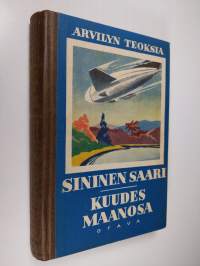 ARVILYN TEOKSIA
SININEN SAARI
KUUDES
MAANOSA
OTAVA